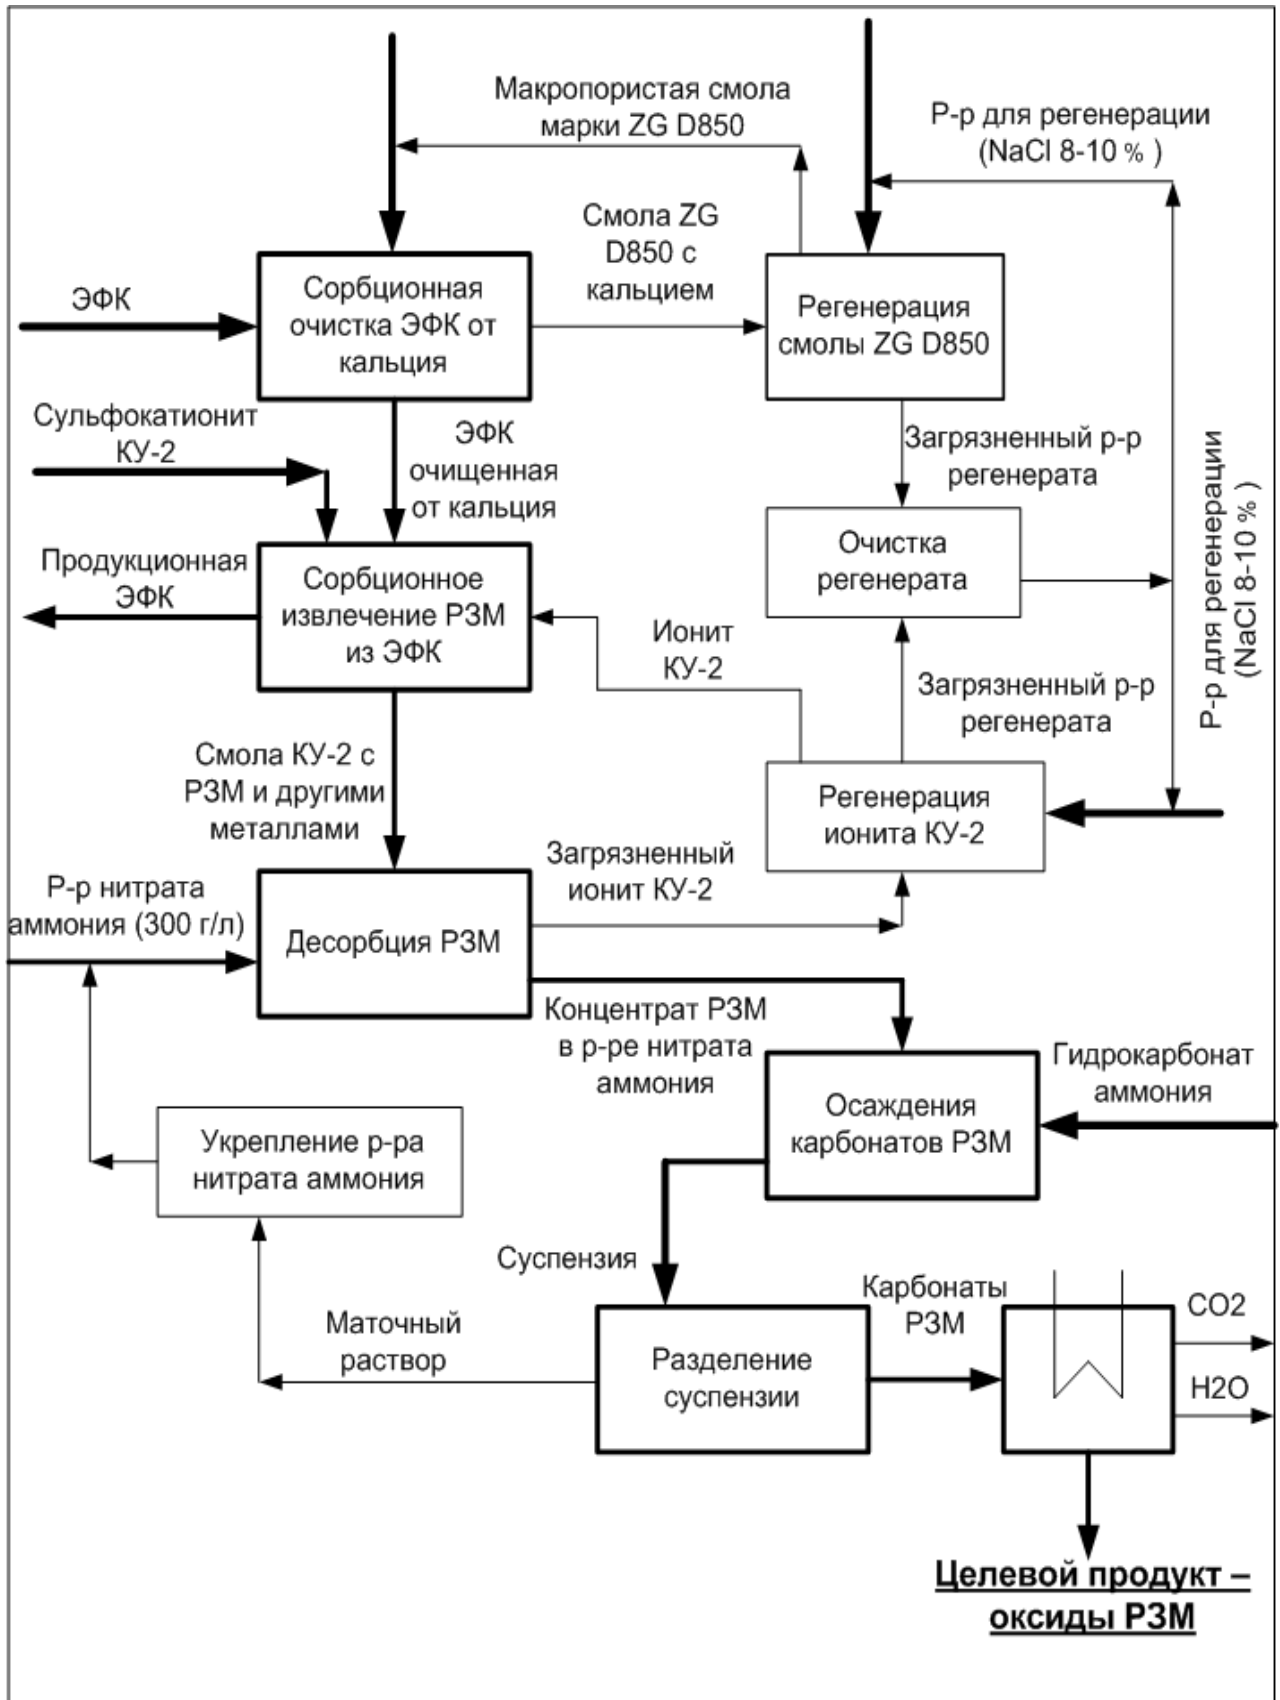 Макропористая смола
марки ZG D850
Р-р для регенерации
(NaCl 8-10 % )
Смола ZG
D850 с
кальцием
ЭФК
Сорбционная
очистка ЭФК от
кальция
Регенерация
смолы ZG D850
Сульфокатионит
КУ-2
ЭФК
очищенная
от кальция
Загрязненный р-р
регенерата
Р-р для регенерации
(NaCl 8-10 % )
Очистка
регенерата
Продукционная
ЭФК
Сорбционное
извлечение РЗМ
из ЭФК
Ионит
КУ-2
Загрязненный р-р
регенерата
Смола КУ-2 с
РЗМ и другими
металлами
Регенерация
ионита КУ-2
Загрязненный
ионит КУ-2
Р-р нитрата
аммония (300 г/л)
Десорбция РЗМ
Концентрат РЗМ
в р-ре нитрата
аммония
Гидрокарбонат
аммония
Осаждения
карбонатов РЗМ
Укрепление р-ра
нитрата аммония
Суспензия
Карбонаты
РЗМ
CO2
Маточный
раствор
Разделение
суспензии
H2O
Целевой продукт –
оксиды РЗМ